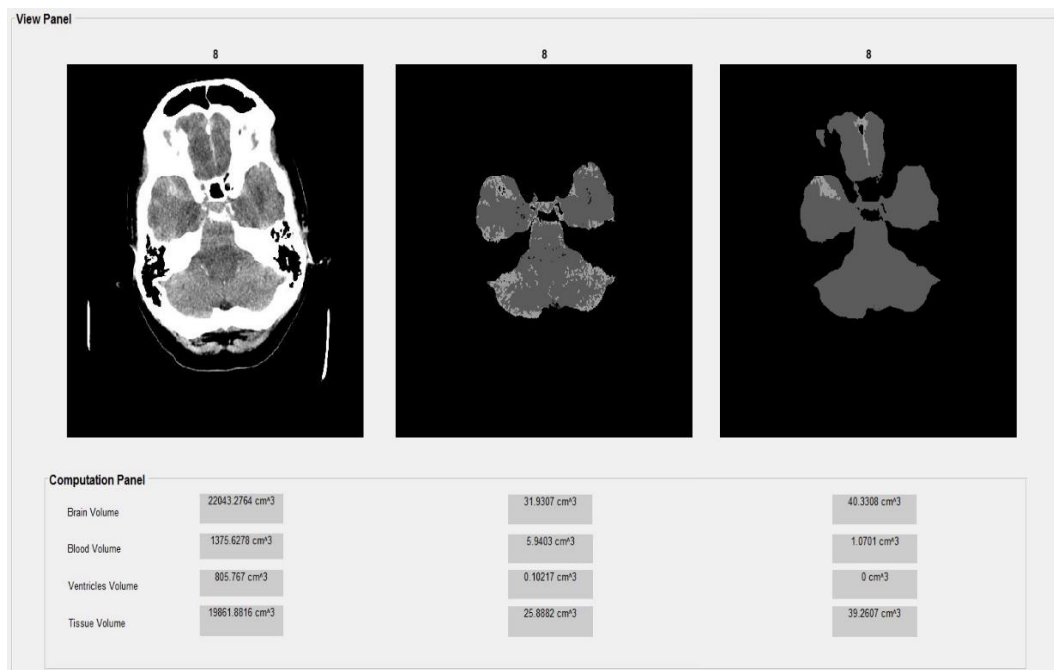 View Panel
8 8 8
Computation Panel
Brain Volume 22043.2764 cm^3 31.9307 cm^3 40.3308 cm^3
Blood Volume 1375.6278 cm^3 5.9403 cm^3 1.0701 cm^3
Ventricles Volume 805.767 cm^3 0.10217 cm^3 0 cm^3
Tissue Volume 19861.8816 cm^3 25.8882 cm^3 39.2607 cm^3